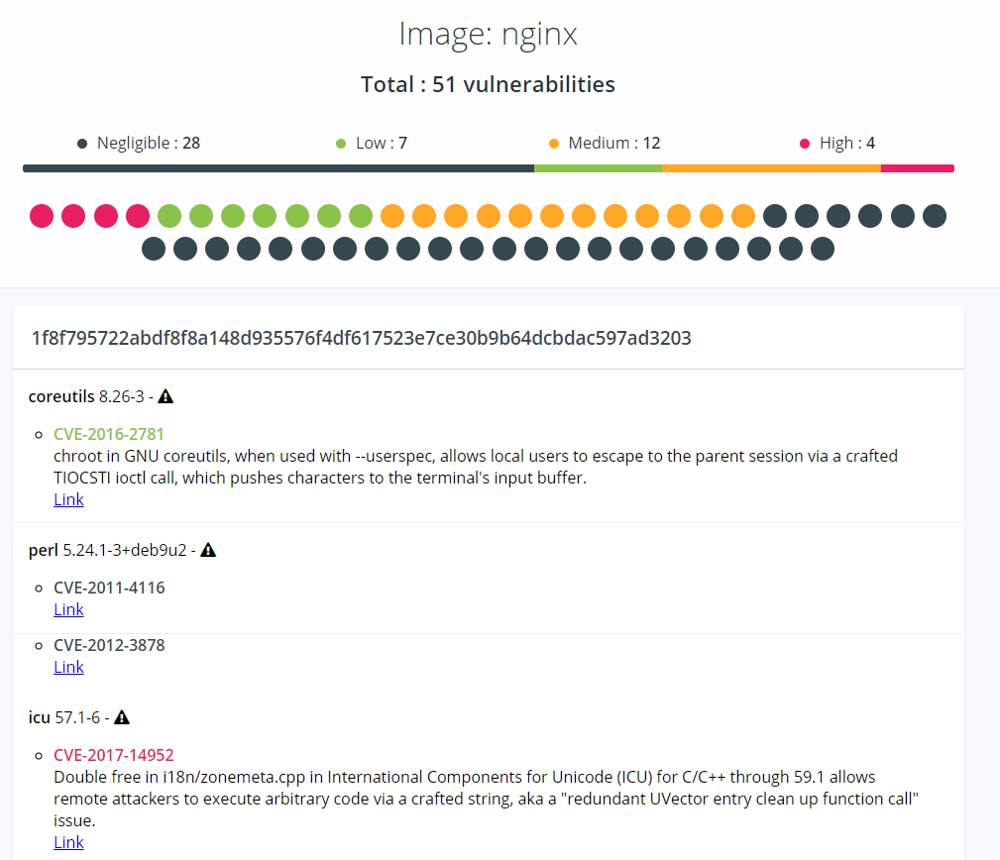 Image: nginx
Total : 51 vulnerabilities
Negligible : 28
Low : 7
Medium : 12
High : 4
1f8f795722abdf8f8a148d935576f4df617523e7ce30b9b64dcbdac597ad3203
coreutils 8.26-3 -
CVE-2016-2781
chroot in GNU coreutils, when used with --userspec, allows local users to escape to the parent session via a crafted
TIOCSTI ioctl call, which pushes characters to the terminal's input buffer.
Link
perl 5.24.1-3+deb9u2 -
CVE-2011-4116
Link
CVE-2012-3878
Link
icu 57.1-6 -
CVE-2017-14952
Double free in i18n/zonemeta.cpp in International Components for Unicode (ICU) for C/C++ through 59.1 allows
remote attackers to execute arbitrary code via a crafted string, aka a "redundant UVector entry clean up function call"
issue.
Link